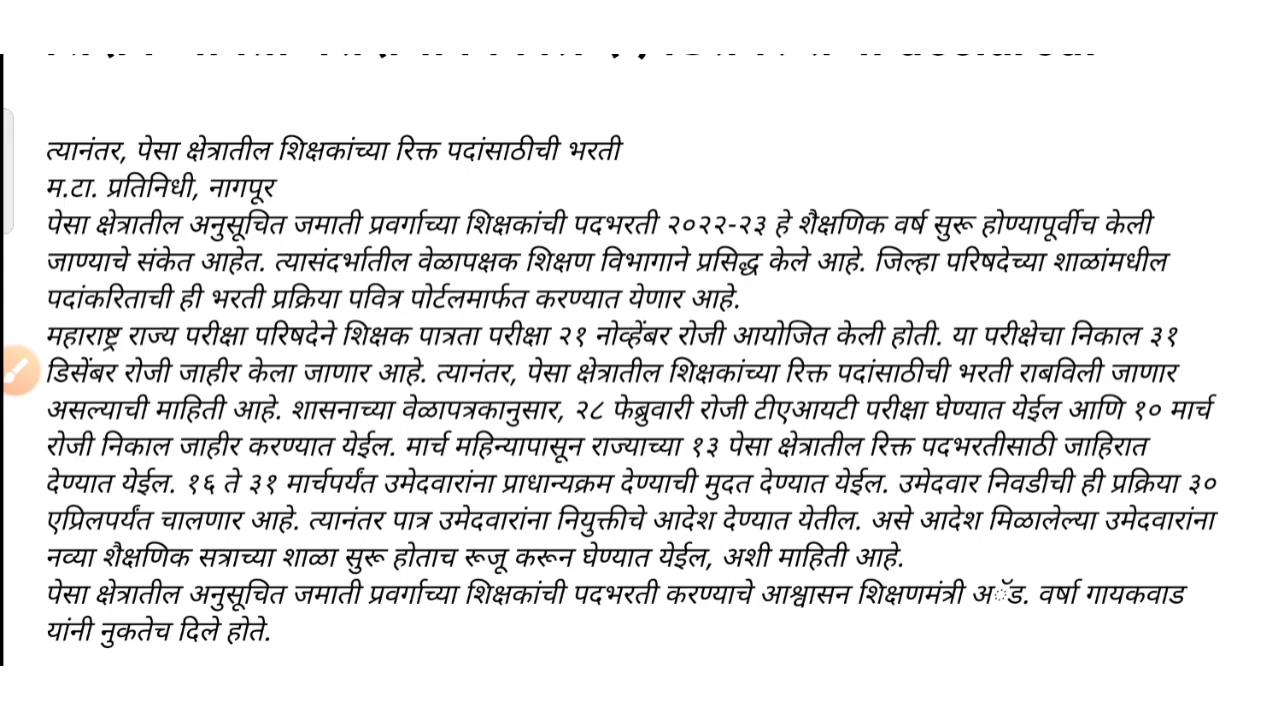 त्यानंतर, पेसा क्षेत्रातील शिक्षकांच्या रिक्त पदांसाठीची भरती
म.टा. प्रतिनिधी, नागपूर
पेसा क्षेत्रातील अनुसूचित जमाती प्रवर्गाच्या शिक्षकांची पदभरती २०२२-२३ हे शैक्षणिक वर्ष सुरू होण्यापूर्वीच केली
जाण्याचे संकेत आहेत. त्यासंदर्भातील वेळापक्षक शिक्षण विभागाने प्रसिद्ध केले आहे. जिल्हा परिषदेच्या शाळांमधील
पदांकरिताची ही भरती प्रक्रिया पवित्र पोर्टलमार्फत करण्यात येणार आहे.
महाराष्ट्र राज्य परीक्षा परिषदेने शिक्षक पात्रता परीक्षा २१ नोव्हेंबर रोजी आयोजित केली होती. या परीक्षेचा निकाल ३१
डिसेंबर रोजी जाहीर केला जाणार आहे. त्यानंतर, पेसा क्षेत्रातील शिक्षकांच्या रिक्त पदांसाठीची भरती राबविली जाणार
असल्याची माहिती आहे. शासनाच्या वेळापत्रकानुसार, २८ फेब्रुवारी रोजी टीएआयटी परीक्षा घेण्यात येईल आणि १० मार्च
रोजी निकाल जाहीर करण्यात येईल. मार्च महिन्यापासून राज्याच्या १३ पेसा क्षेत्रातील रिक्त पदभरतीसाठी जाहिरात
देण्यात येईल. १६ ते ३१ मार्चपर्यंत उमेदवारांना प्राधान्यक्रम देण्याची मुदत देण्यात येईल. उमेदवार निवडीची ही प्रक्रिया ३०
एप्रिलपर्यंत चालणार आहे. त्यानंतर पात्र उमेदवारांना नियुक्तीचे आदेश देण्यात येतील. असे आदेश मिळालेल्या उमेदवारांना
नव्या शैक्षणिक सत्राच्या शाळा सुरू होताच रूजू करून घेण्यात येईल, अशी माहिती आहे.
पेसा क्षेत्रातील अनुसूचित जमाती प्रवर्गाच्या शिक्षकांची पदभरती करण्याचे आश्वासन शिक्षणमंत्री अॅड. वर्षा गायकवाड
यांनी नुकतेच दिले होते.